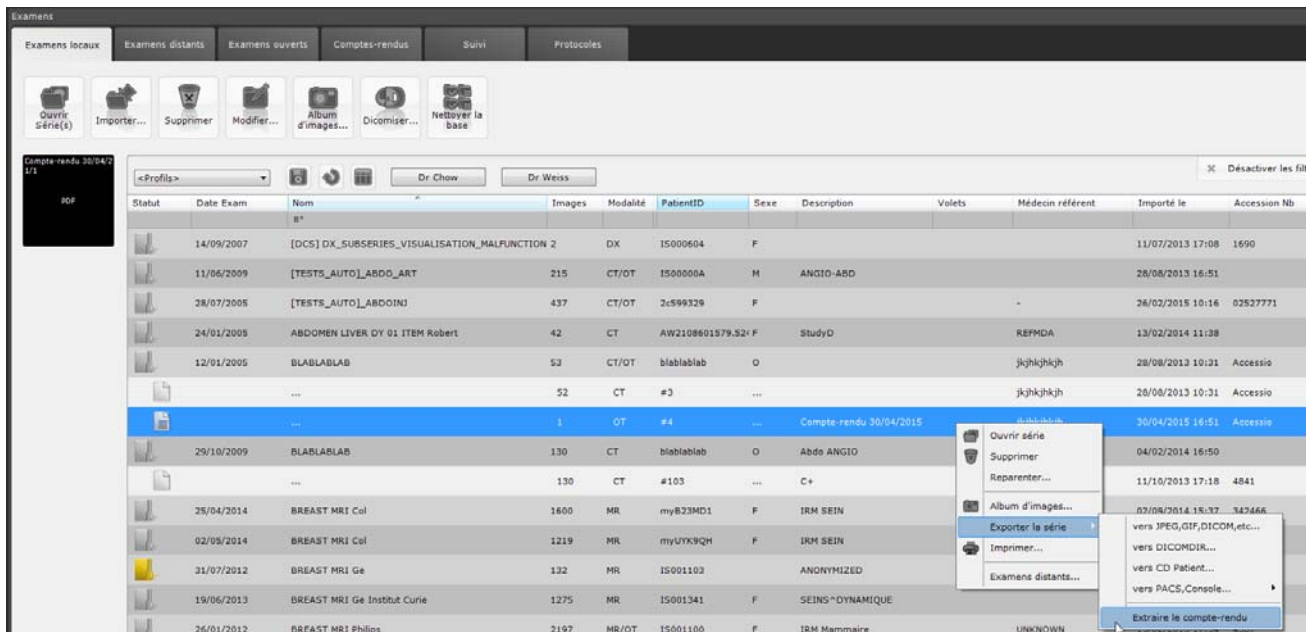 Examens
Examens locaux Examens distants Examens ouverts Comptes-rendus Suivi Protocoles
Ouvrir Série(s) Importer... Supprimer Modifier... Album d'images... Dicomiser... Nettoyer la base
Compte-rendu 30/04/2
1/1
PDF
<Profils> Dr Chow Dr Weiss Désactiver les filt
Statut Date Exam Nom Images Modalité PatientID Sexe Description Volets Médecin référent Importé le Accession Nb
B*
14/09/2007 [DCS] DX_SUBSERIES_VISUALISATION_MALFUNCTION 2 DX IS000604 F 11/07/2013 17:08 1690
11/06/2009 [TESTS_AUTO]_ABDO_ART 215 CT/OT IS00000A M ANGIO-ABD 28/08/2013 16:51
28/07/2005 [TESTS_AUTO]_ABDOINJ 437 CT/OT 2c599329 F - 26/02/2015 10:16 02527771
24/01/2005 ABDOMEN LIVER DY 01 ITEM Robert 42 CT AW2108601579.524 F StudyD REFMDA 13/02/2014 11:38
12/01/2005 BLABLABLAB 53 CT/OT blablablab O jkjhkjhkjh 28/08/2013 10:31 Accessio
... 52 CT #3 ... jkjhkjhkjh 28/08/2013 10:31 Accessio
... 1 OT #4 ... Compte-rendu 30/04/2015 30/04/2015 16:51 Accessio
29/10/2009 BLABLABLAB 130 CT blablablab O Abdo ANGIO 04/02/2014 16:50
... 130 CT #103 ... C+ 11/10/2013 17:18 4841
25/04/2014 BREAST MRI Col 1600 MR myB23MD1 F IRM SEIN 02/09/2014 15:37 342466
02/05/2014 BREAST MRI Col 1219 MR myUYK9QH F IRM SEIN
31/07/2012 BREAST MRI Ge 132 MR IS001103 ANONYMIZED
19/06/2013 BREAST MRI Ge Institut Curie 1275 MR IS001341 F SEINS^DYNAMIQUE
26/01/2012 BREAST MRI Philips 2197 MR/OT IS001100 F IRM Mammaire UNKNOWN
Ouvrir série
Supprimer
Reparenter...
Album d'images...
Exporter la série
Imprimer...
Examens distants...
vers JPEG,GIF,DICOM,etc...
vers DICOMDIR...
vers CD Patient...
vers PACS,Console...
Extraire le compte-rendu